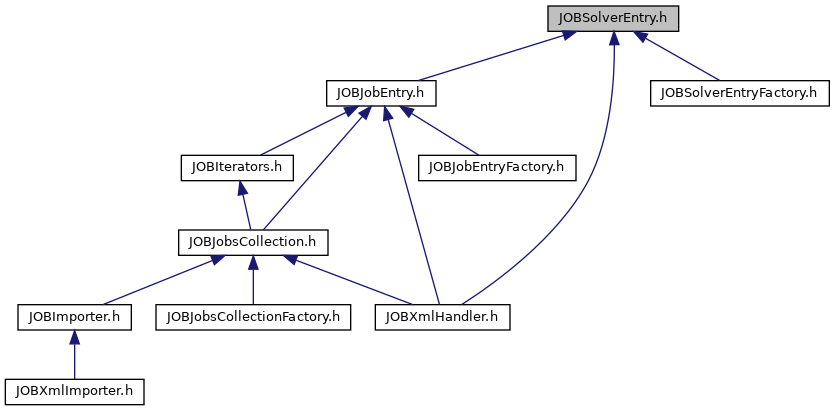 JOBSolverEntry.h
JOBJobEntry.h
JOBSolverEntryFactory.h
JOBIterators.h
JOBJobEntryFactory.h
JOBJobsCollection.h
JOBImporter.h
JOBJobsCollectionFactory.h
JOBXmlHandler.h
JOBXmlImporter.h